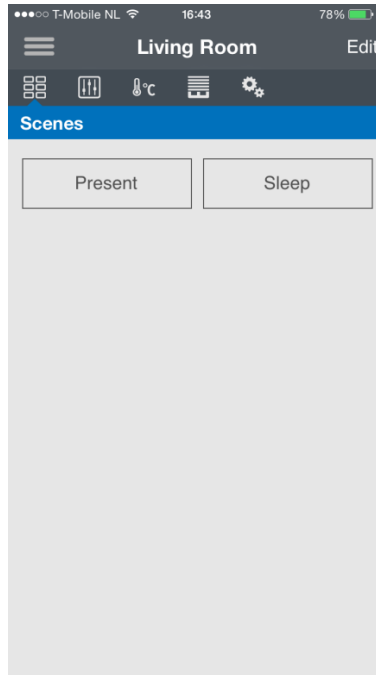 T-Mobile NL 16:43 78%
Living Room Edit
°C
Scenes
Present Sleep